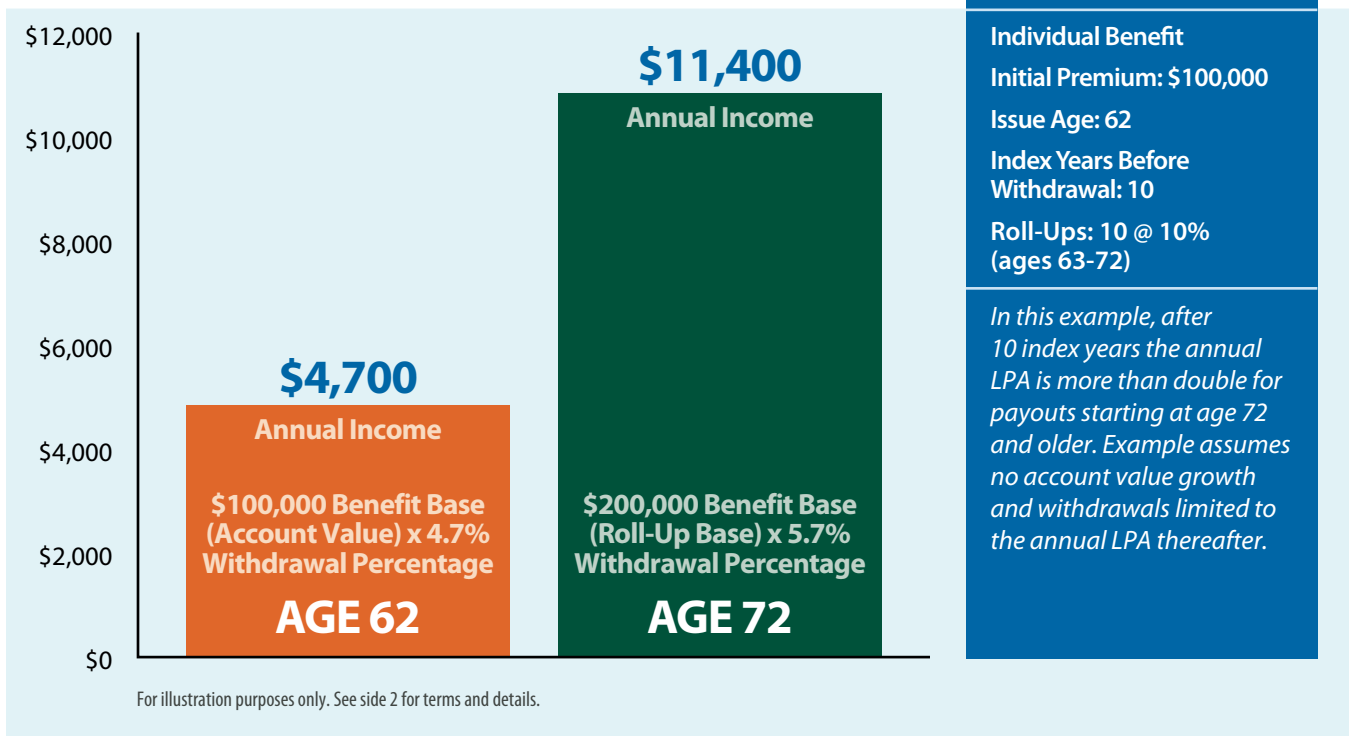 $12,000
$10,000
$8,000
$6,000
$4,000
$2,000
$0
$4,700
Annual Income
$100,000 Benefit Base
(Account Value) x 4.7%
Withdrawal Percentage
AGE 62
$11,400
Annual Income
$200,000 Benefit Base
(Roll-Up Base) x 5.7%
Withdrawal Percentage
AGE 72
For illustration purposes only. See side 2 for terms and details.
Individual Benefit
Initial Premium: $100,000
Issue Age: 62
Index Years Before
Withdrawal: 10
Roll-Ups: 10 @ 10%
(ages 63-72)
In this example, after
10 index years the annual
LPA is more than double for
payouts starting at age 72
and older. Example assumes
no account value growth
and withdrawals limited to
the annual LPA thereafter.